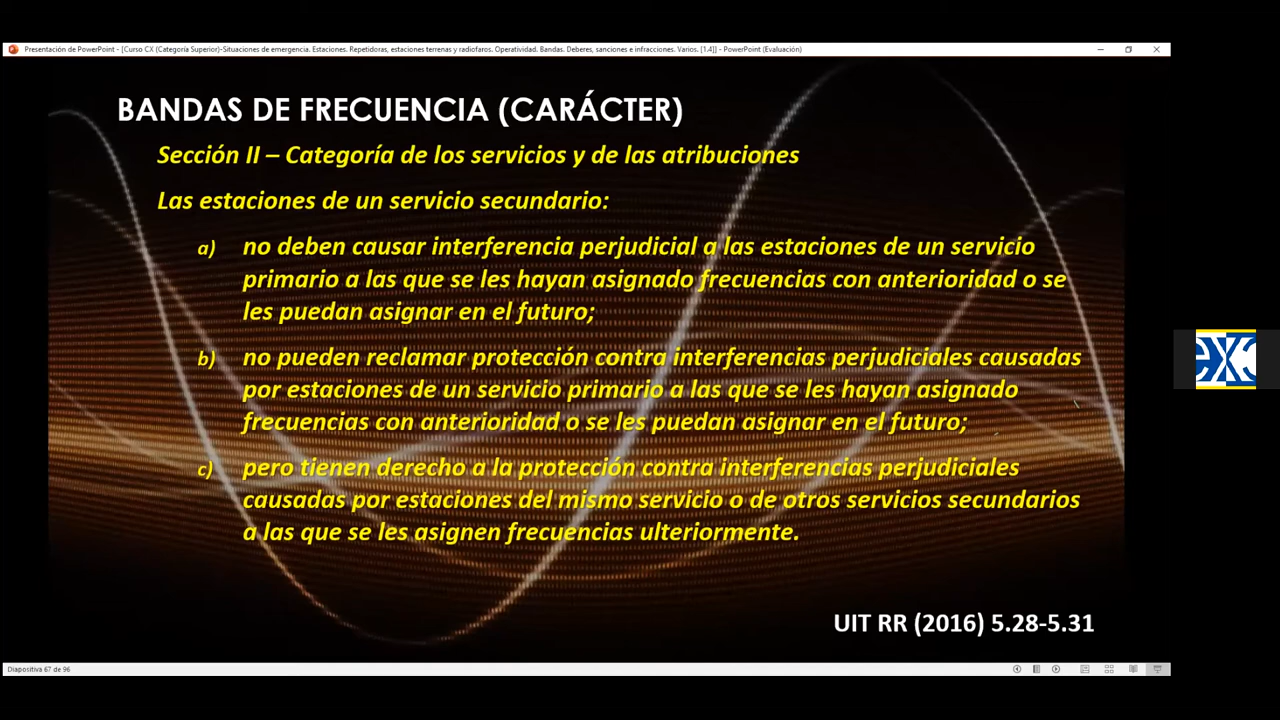 Presentación de PowerPoint - [Curso CX (Categoría Superior)-Situaciones de emergencia. Estaciones. Repetidoras, estaciones terrenas y radiofaros. Operatividad. Bandas. Deberes, sanciones e infracciones. Varios. [1.4]] - PowerPoint (Evaluación)
BANDAS DE FRECUENCIA (CARÁCTER)
Sección II – Categoría de los servicios y de las atribuciones
Las estaciones de un servicio secundario:
a) no deben causar interferencia perjudicial a las estaciones de un servicio
primario a las que se les hayan asignado frecuencias con anterioridad o se
les puedan asignar en el futuro;
b) no pueden reclamar protección contra interferencias perjudiciales causadas
por estaciones de un servicio primario a las que se les hayan asignado
frecuencias con anterioridad o se les puedan asignar en el futuro;
c) pero tienen derecho a la protección contra interferencias perjudiciales
causadas por estaciones del mismo servicio o de otros servicios secundarios
a las que se les asignen frecuencias ulteriormente.
UIT RR (2016) 5.28-5.31
Diapositiva 67 de 96